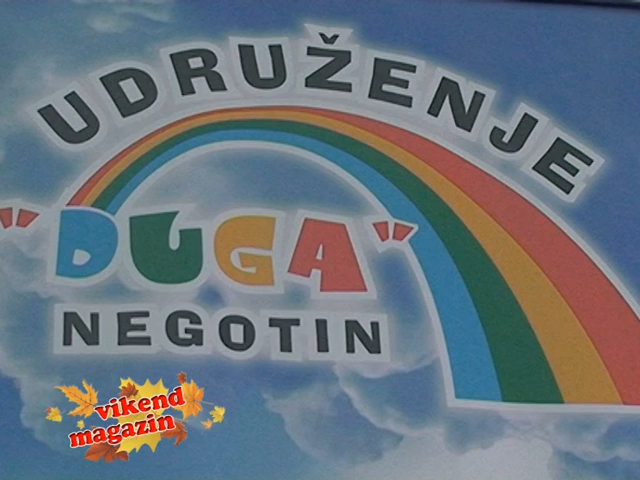 UDRUŽENJE
"DUGA"
NEGOTIN
vikend
magazin